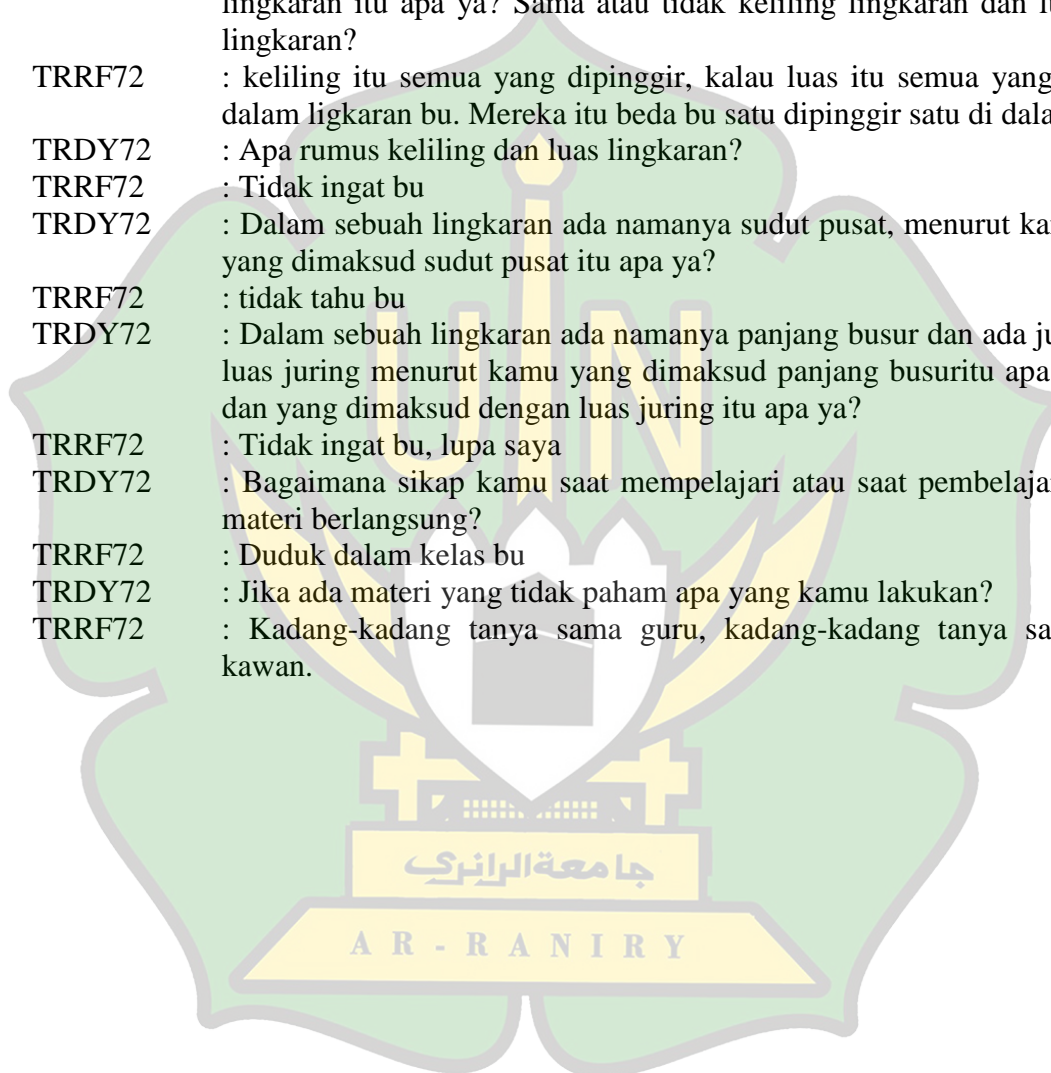 lingkaran itu apa ya? Sama atau tidak keliling lingkaran dan
lingkaran?
TRRF72 : keliling itu semua yang dipinggir, kalau luas itu semua yang
dalam ligkaran bu. Mereka itu beda bu satu dipinggir satu di
TRDY72 : Apa rumus keliling dan luas lingkaran?
TRRF72 : Tidak ingat bu
TRDY72 : Dalam sebuah lingkaran ada namanya sudut pusat, menurut
yang dimaksud sudut pusat itu apa ya?
TRRF72 : tidak tahu bu
TRDY72 : Dalam sebuah lingkaran ada namanya panjang busur dan ada
luas juring menurut kamu yang dimaksud panjang busuritu apa
dan yang dimaksud dengan luas juring itu apa ya?
TRRF72 : Tidak ingat bu, lupa saya
TRDY72 : Bagaimana sikap kamu saat mempelajari atau saat
materi berlangsung?
TRRF72 : Duduk dalam kelas bu
TRDY72 : Jika ada materi yang tidak paham apa yang kamu lakukan?
TRRF72 : Kadang-kadang tanya sama guru, kadang-kadang tanya
kawan.
UIN
جامعة الرانري
AR-RANIRY